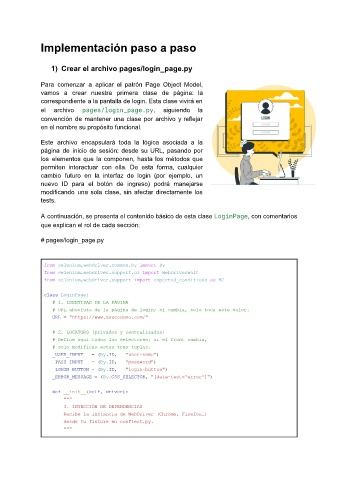 Implementación paso a paso
1) Crear el archivo pages/login_page.py
Para comenzar a aplicar el patrón Page Object Model,
vamos a crear nuestra primera clase de página: la
correspondiente a la pantalla de login. Esta clase vivirá en
el archivo pages/login_page.py, siguiendo la
convención de mantener una clase por archivo y reflejar
en el nombre su propósito funcional.
Este archivo encapsulará toda la lógica asociada a la
página de inicio de sesión: desde su URL, pasando por
los elementos que la componen, hasta los métodos que
permiten interactuar con ella. De esta forma, cualquier
cambio futuro en la interfaz de login (por ejemplo, un
nuevo ID para el botón de ingreso) podrá manejarse
modificando una sola clase, sin afectar directamente los
tests.
LOGIN
A continuación, se presenta el contenido básico de esta clase LoginPage, con comentarios
que explican el rol de cada sección:
# pages/login_page.py
from selenium.webdriver.common.by import By
from selenium.webdriver.support.ui import WebDriverWait
from selenium.webdriver.support import expected_conditions as EC
class LoginPage:
# 1. IDENTIDAD DE LA PÁGINA
# URL absoluta de la página de login; si cambia, solo toca este valor.
URL = "https://www.saucedemo.com/"
# 2. LOCATORS (privados y centralizados)
# Define aquí todos los selectores; si el front cambia,
# solo modificas estas tres tuplas.
_USER_INPUT = (By.ID, "user-name")
_PASS_INPUT = (By.ID, "password")
_LOGIN_BUTTON = (By.ID, "login-button")
_ERROR_MESSAGE = (By.CSS_SELECTOR, "[data-test='error']")
def __init__(self, driver):
"""
3. INYECCIÓN DE DEPENDENCIAS
Recibe la instancia de WebDriver (Chrome, Firefox…)
desde tu fixture en conftest.py.
"""